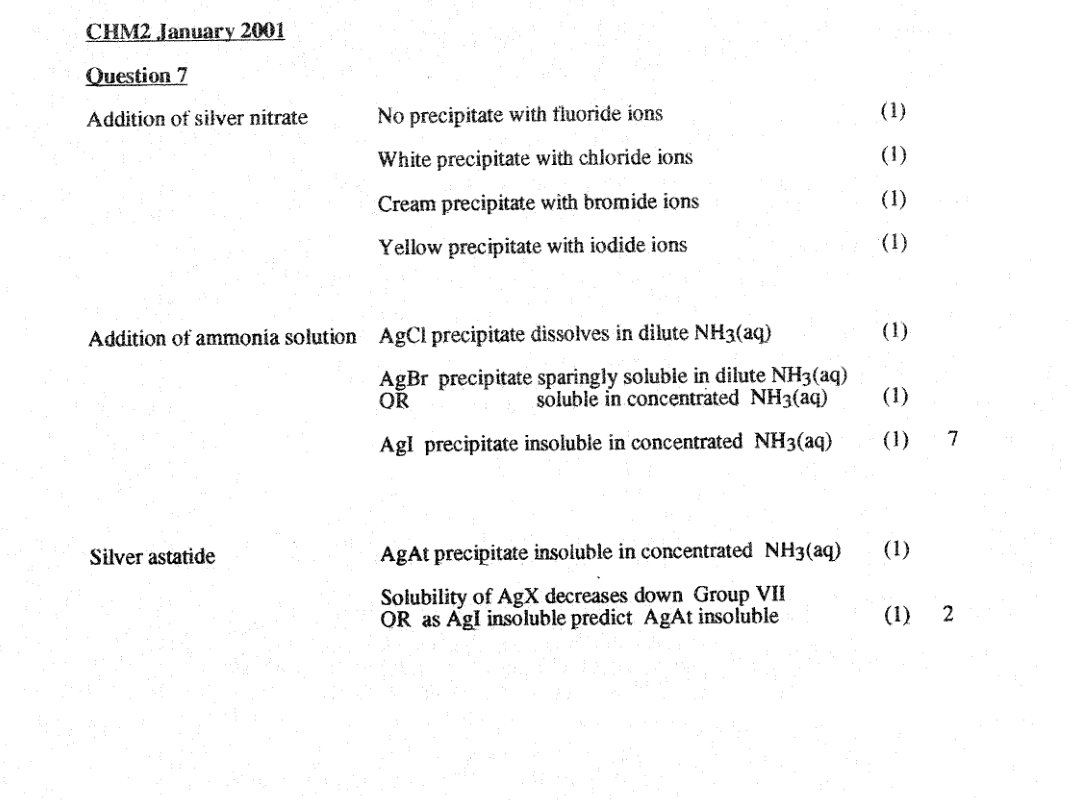 CHM2 January 2001
Question 7
Addition of silver nitrate No precipitate with fluoride ions (1)
White precipitate with chloride ions (1)
Cream precipitate with bromide ions (1)
Yellow precipitate with iodide ions (1)
Addition of ammonia solution AgCl precipitate dissolves in dilute NH3(aq) (1)
AgBr precipitate sparingly soluble in dilute NH3(aq)
OR soluble in concentrated NH3(aq) (1)
AgI precipitate insoluble in concentrated NH3(aq) (1) 7
Silver astatide AgAt precipitate insoluble in concentrated NH3(aq) (1)
Solubility of AgX decreases down Group VII
OR as AgI insoluble predict AgAt insoluble (1) 2